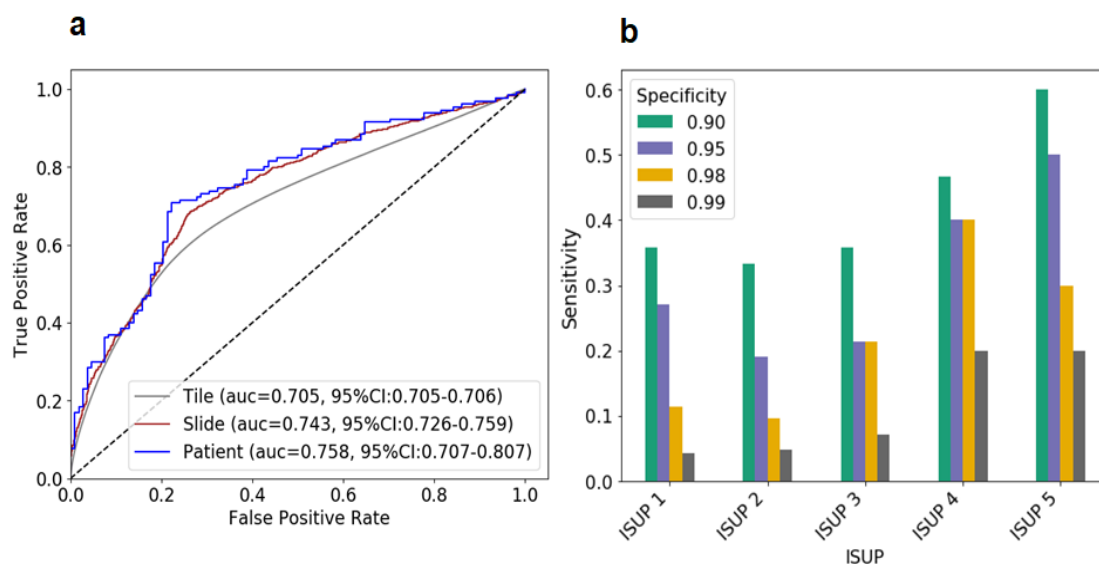 a
1.0
0.8
0.6
0.4
0.2
0.0
True Positive Rate
Tile (auc=0.705, 95%CI:0.705-0.706)
Slide (auc=0.743, 95%CI:0.726-0.759)
Patient (auc=0.758, 95%CI:0.707-0.807)
0.0 0.2 0.4 0.6 0.8 1.0
False Positive Rate
b
0.6
0.5
0.4
0.3
0.2
0.1
0.0
Sensitivity
Specificity
0.90
0.95
0.98
0.99
ISUP 1 ISUP 2 ISUP 3 ISUP 4 ISUP 5
ISUP